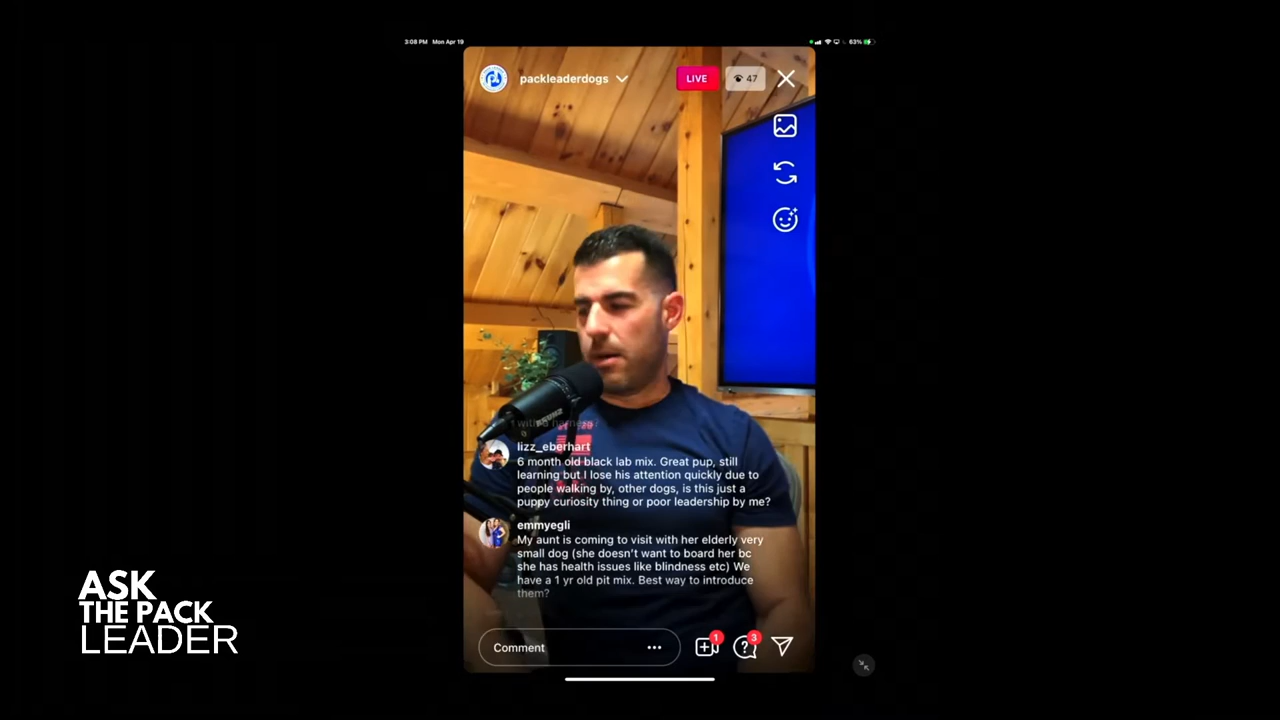 3:08 PM Mon Apr 19
63%
packleaderdogs
LIVE
47
lizz_eberhart
6 month old black lab mix. Great pup, still
learning but I lose his attention quickly due to
people walking by, other dogs, is this just a
puppy curiosity thing or poor leadership by me?
emmyegli
My aunt is coming to visit with her elderly very
small dog (she doesn't want to board her bc
she has health issues like blindness etc) We
have a 1 yr old pit mix. Best way to introduce
them?
Comment
1
3
ASK
THE PACK
LEADER